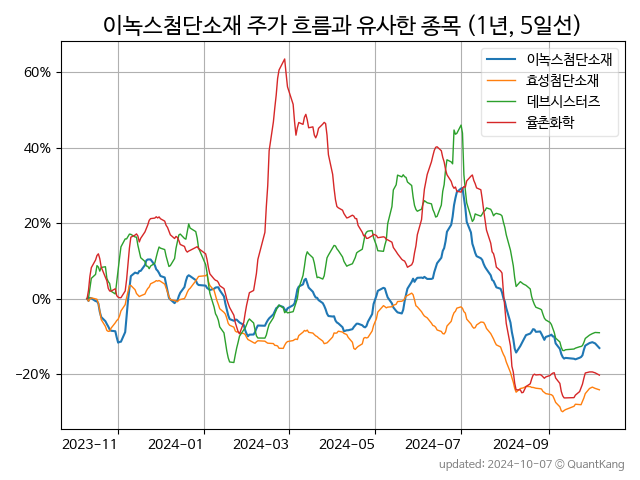 이녹스첨단소재 주가 흐름과 유사한 종목 (1년, 5일선)
이녹스첨단소재
효성첨단소재
데브시스터즈
율촌화학
60%
40%
20%
0%
−20%
2023-11 2024-01 2024-03 2024-05 2024-07 2024-09
updated: 2024-10-07 © QuantKang